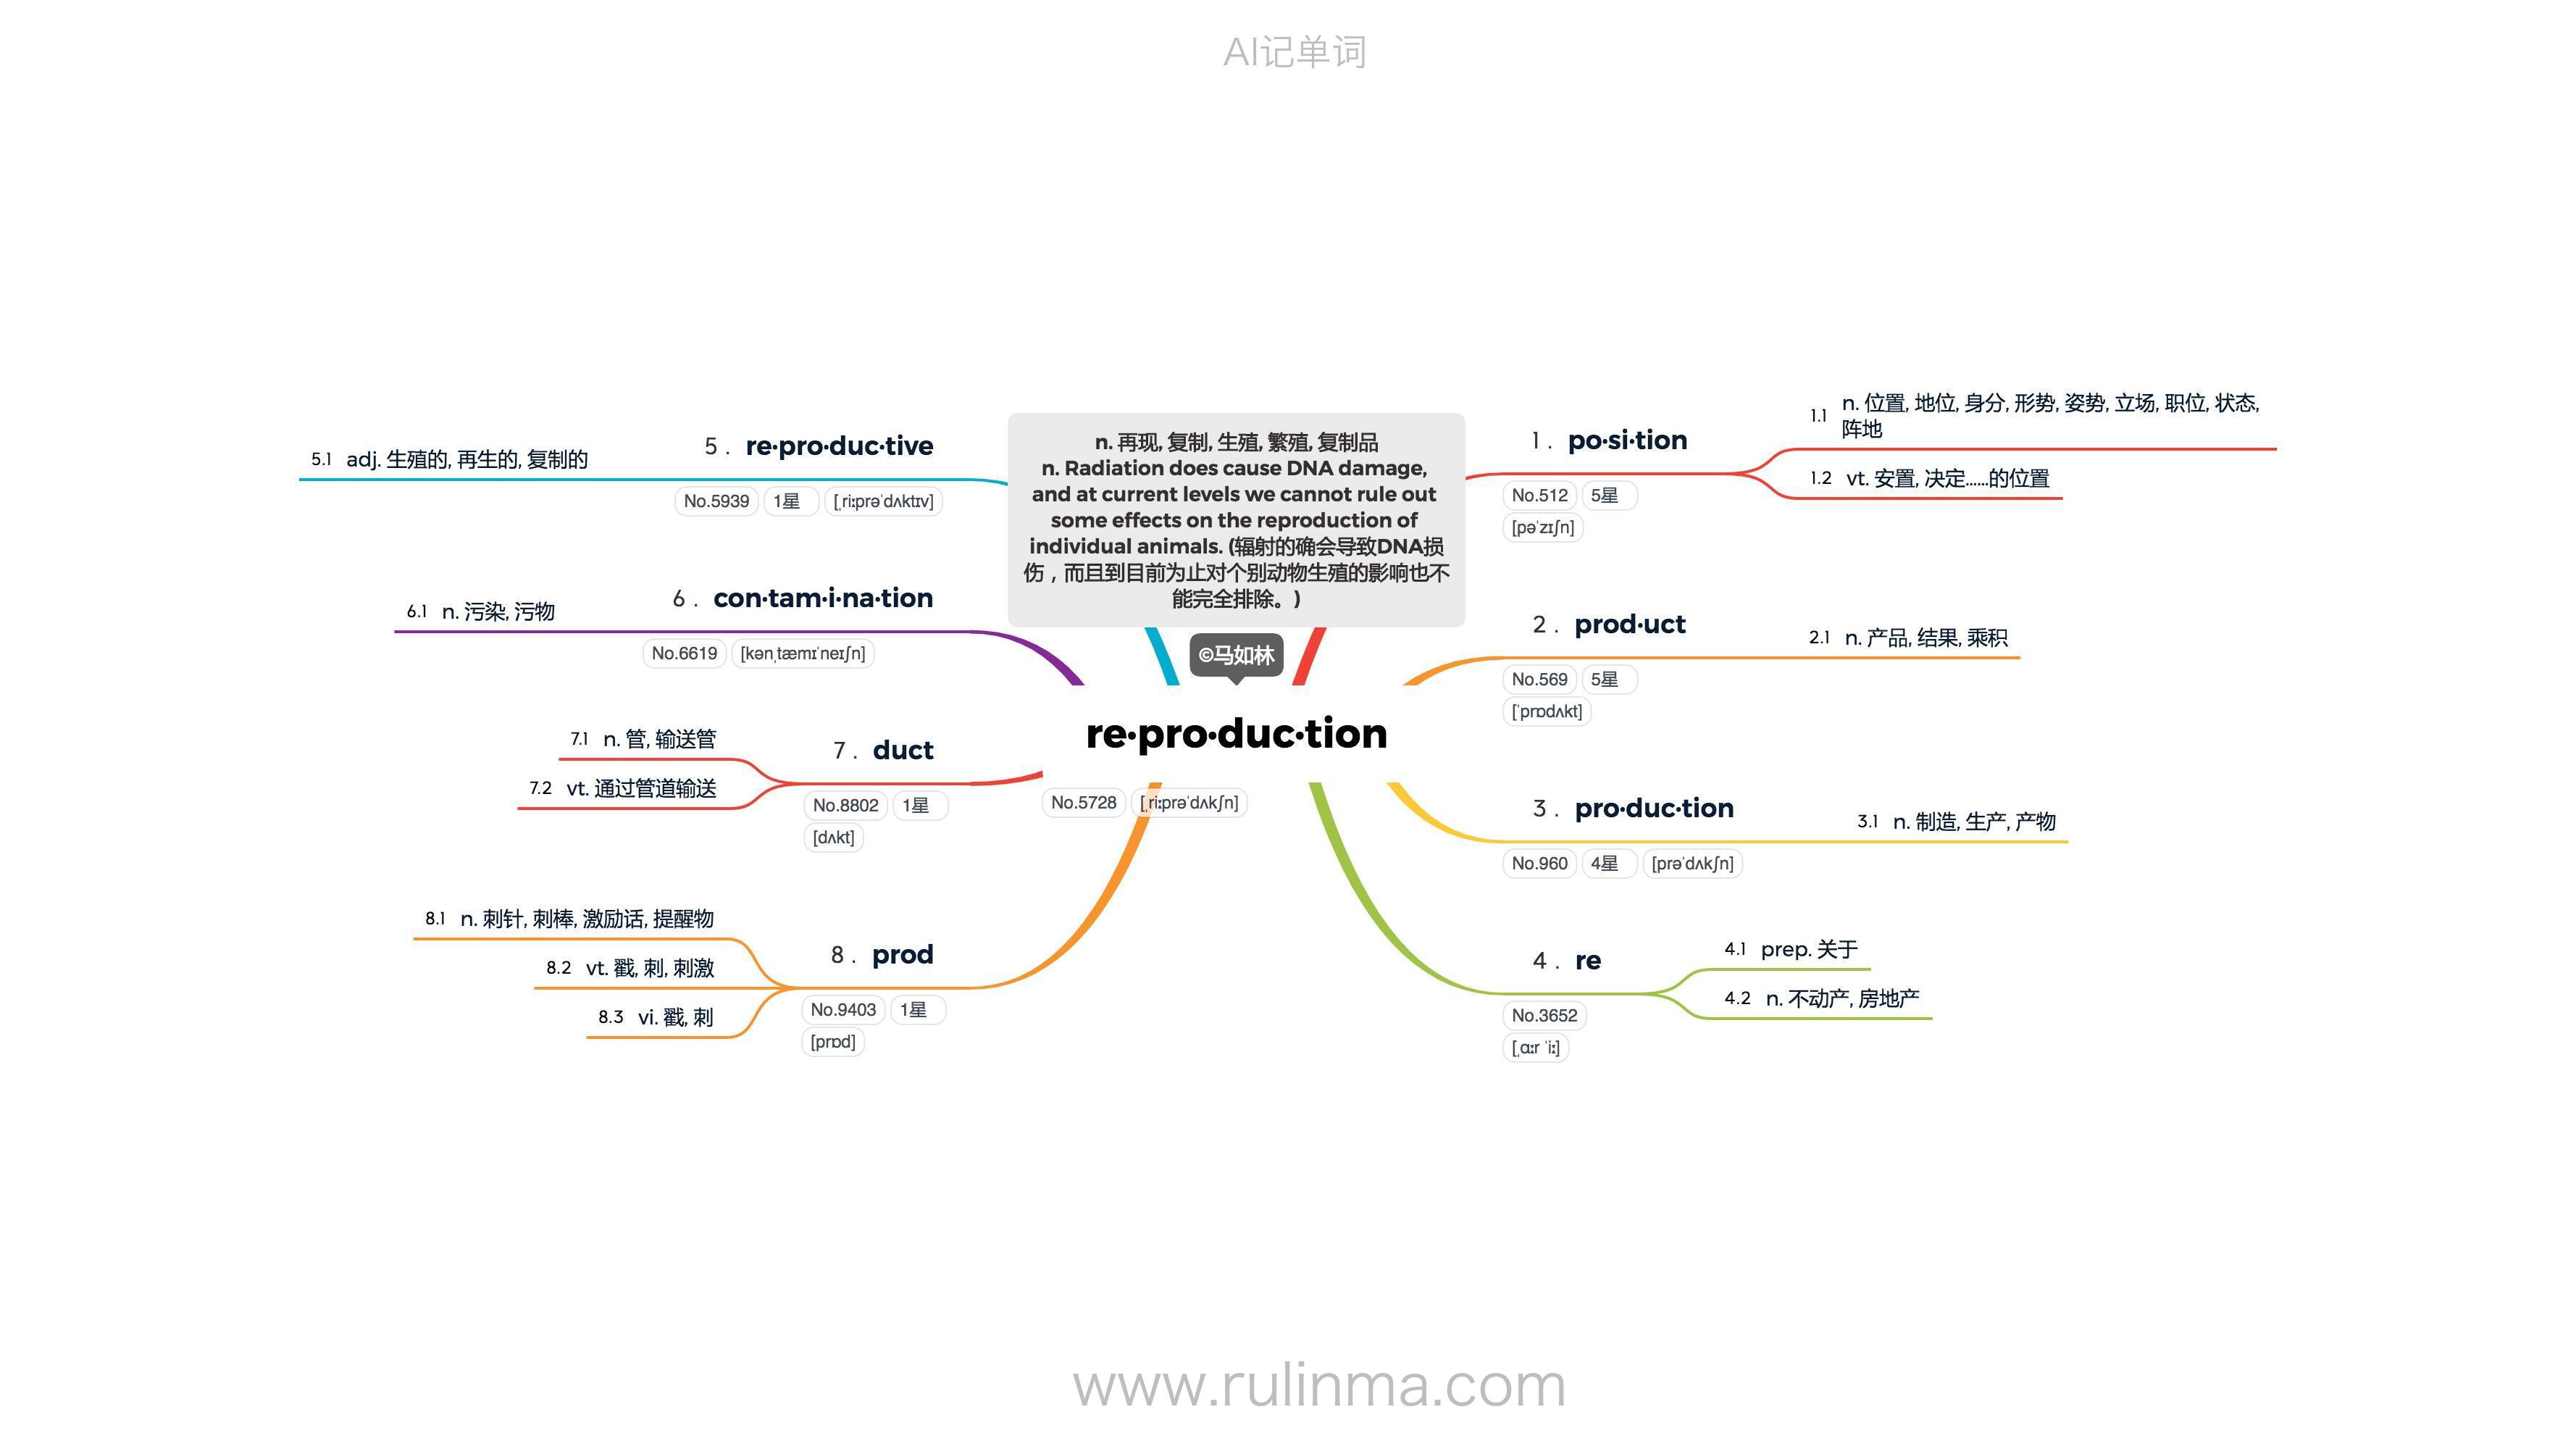 AI记单词
n. 再现, 复制, 生殖, 繁殖, 复制品
n. Radiation does cause DNA damage,
and at current levels we cannot rule out
some effects on the reproduction of
individual animals. (辐射的确会导致DNA损
伤，而且到目前为止对个别动物生殖的影响也不
能完全排除。)
©马如林
re·pro·duc·tion
No.5728 [ˌriːprəˈdʌkʃn]
1 . po·si·tion
No.512 5星
[pəˈzɪʃn]
1.1 n. 位置, 地位, 身分, 形势, 姿势, 立场, 职位, 状态,
阵地
1.2 vt. 安置, 决定……的位置
2 . prod·uct
No.569 5星
[ˈprɒdʌkt]
2.1 n. 产品, 结果, 乘积
3 . pro·duc·tion
No.960 4星 [prəˈdʌkʃn]
3.1 n. 制造, 生产, 产物
4 . re
No.3652
[ˌɑːr ˈiː]
4.1 prep. 关于
4.2 n. 不动产, 房地产
5 . re·pro·duc·tive
No.5939 1星 [ˌriːprəˈdʌktɪv]
5.1 adj. 生殖的, 再生的, 复制的
6 . con·tam·i·na·tion
No.6619 [kənˌtæmɪˈneɪʃn]
6.1 n. 污染, 污物
7 . duct
No.8802 1星
[dʌkt]
7.1 n. 管, 输送管
7.2 vt. 通过管道输送
8 . prod
No.9403 1星
[prɒd]
8.1 n. 刺针, 刺棒, 激励话, 提醒物
8.2 vt. 戳, 刺, 刺激
8.3 vi. 戳, 刺
www.rulinma.com